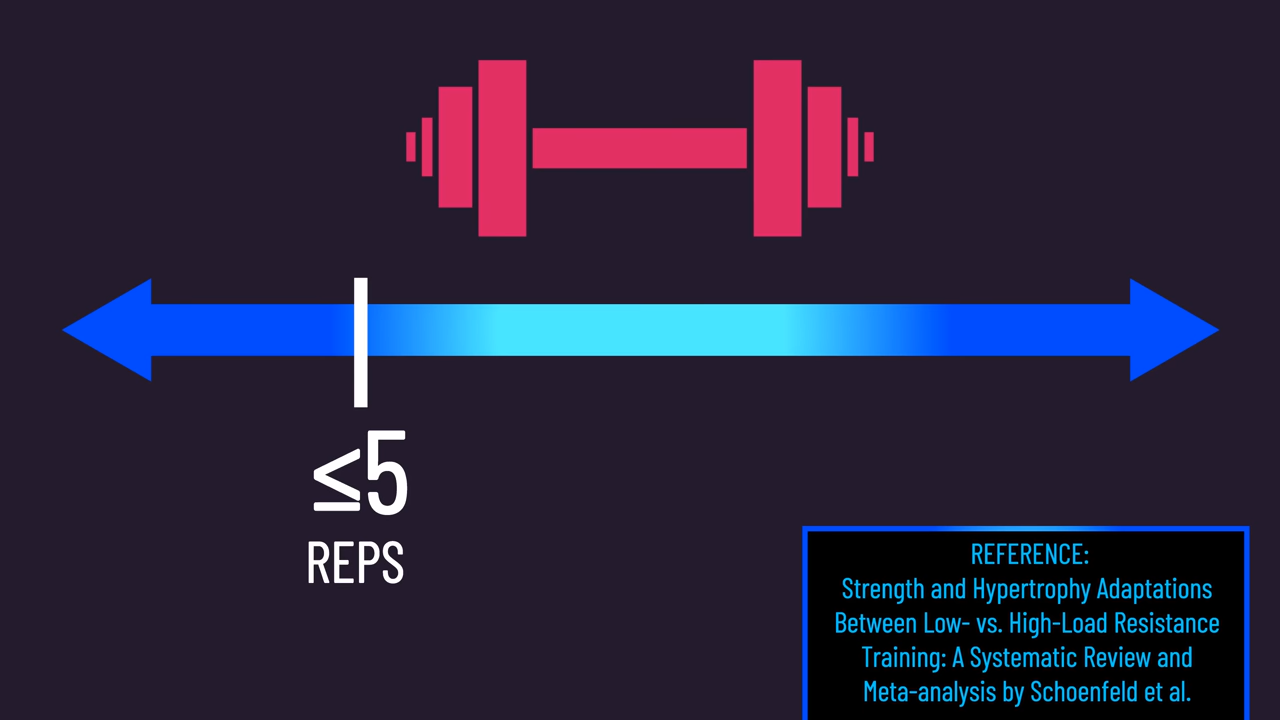 ≤5
REPS
REFERENCE:
Strength and Hypertrophy Adaptations
Between Low- vs. High-Load Resistance
Training: A Systematic Review and
Meta-analysis by Schoenfeld et al.